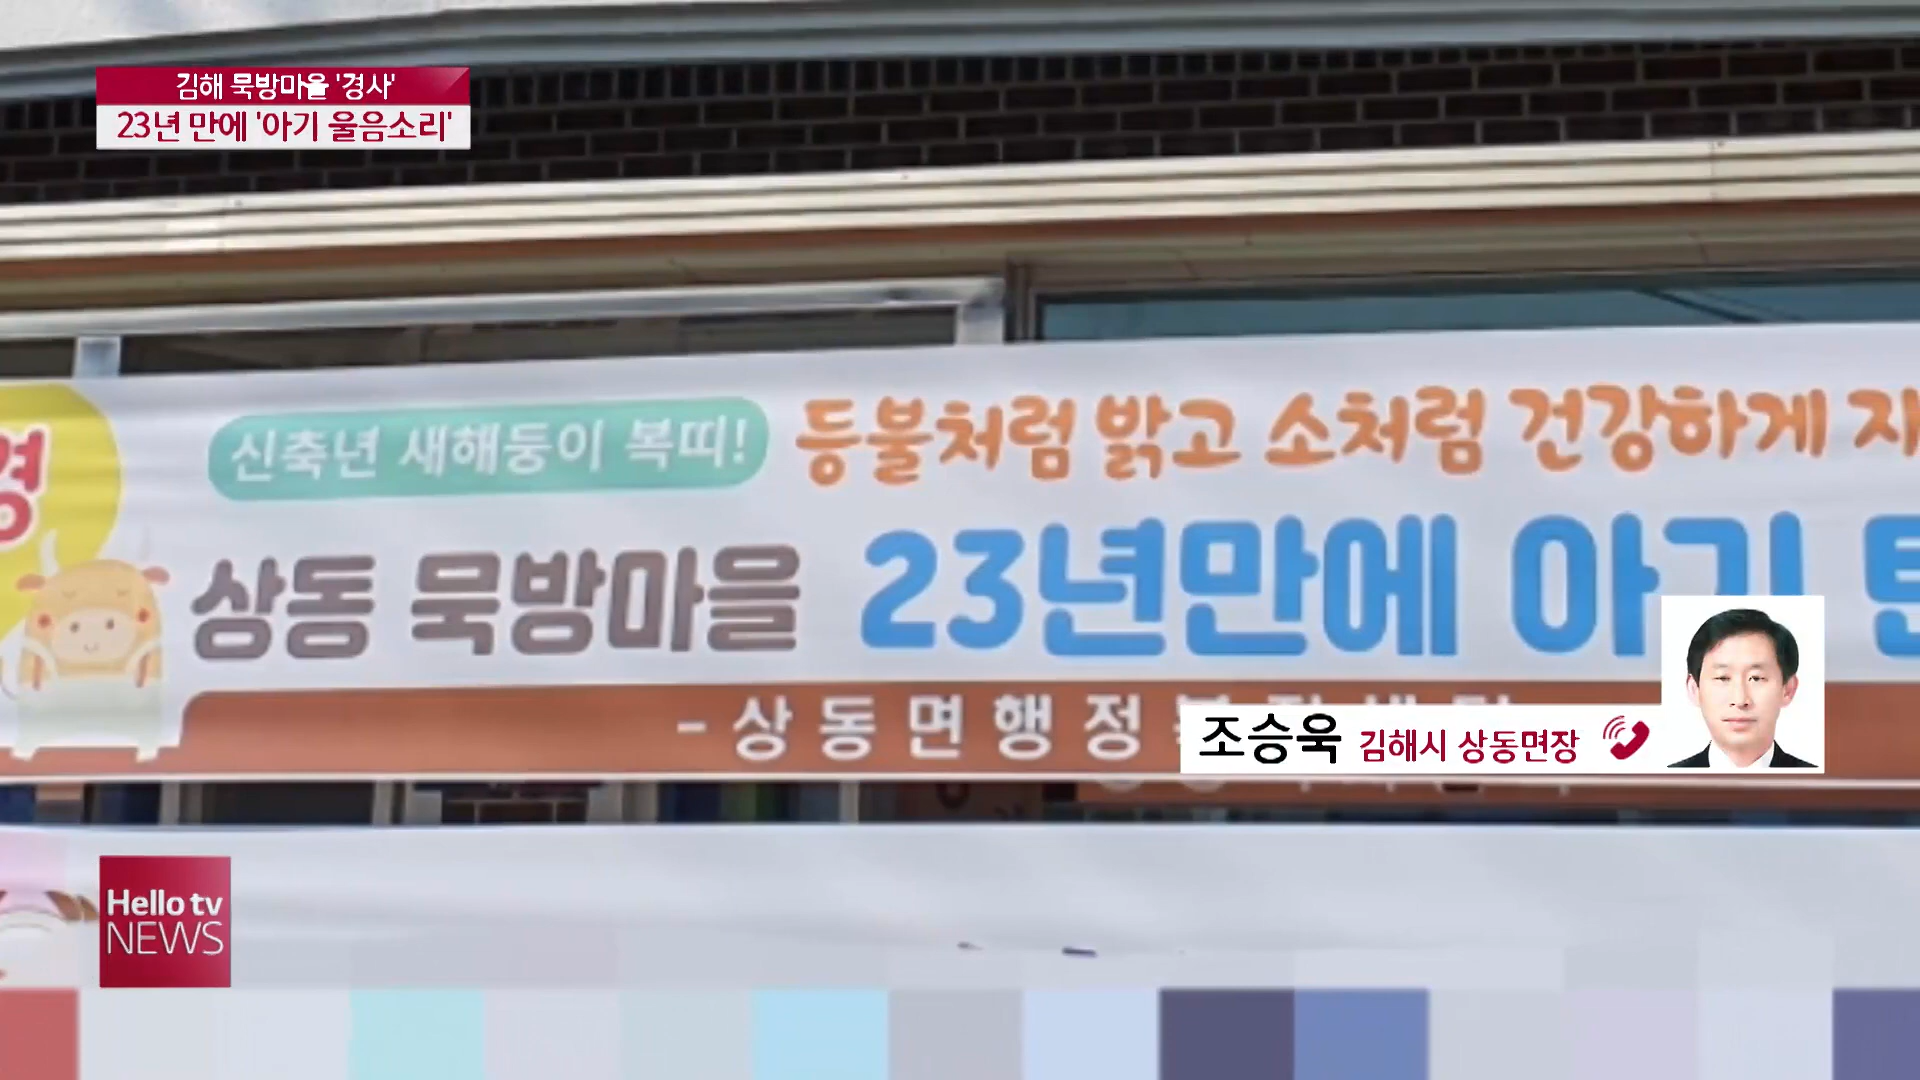 김해 묵방마을 '경사'
23년 만에 '아기 울음소리'
경
신축년 새해둥이 복띠! 등불처럼 밝고 소처럼 건강하게
상동 묵방마을 23년만에 아기
-상동면행정
조승욱 김해시 상동면장
Hello tv
NEWS